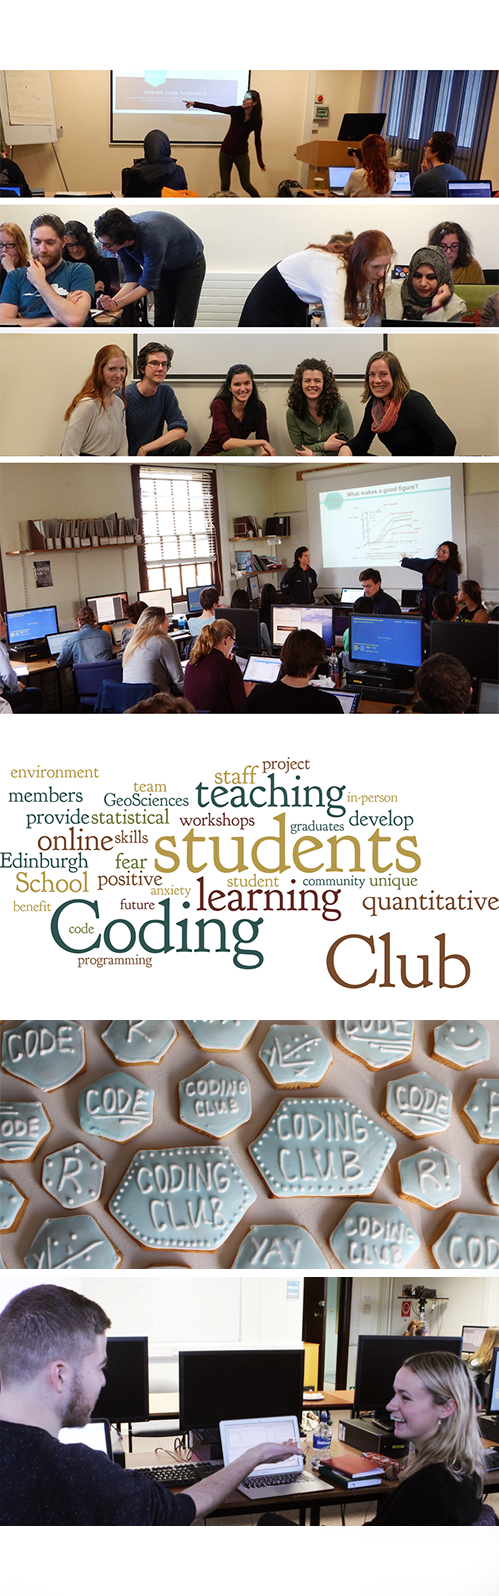 CODING CLUB TUTORIALS
What makes a good figure?
environment
team
staff
project
members
GeoSciences
teaching
in-person
provide
statistical
workshops
graduates
develop
online
skills
students
Edinburgh
fear
School
positive
anxiety
student
community
unique
benefit
future
learning
quantitative
code
Coding
programming
Club
CODE
R
CODE
CODING
CLUB
CODE
ODE
R
CODING
CLUB
CODING
CLUB
R!
YAY
CODING
CLUB
COD